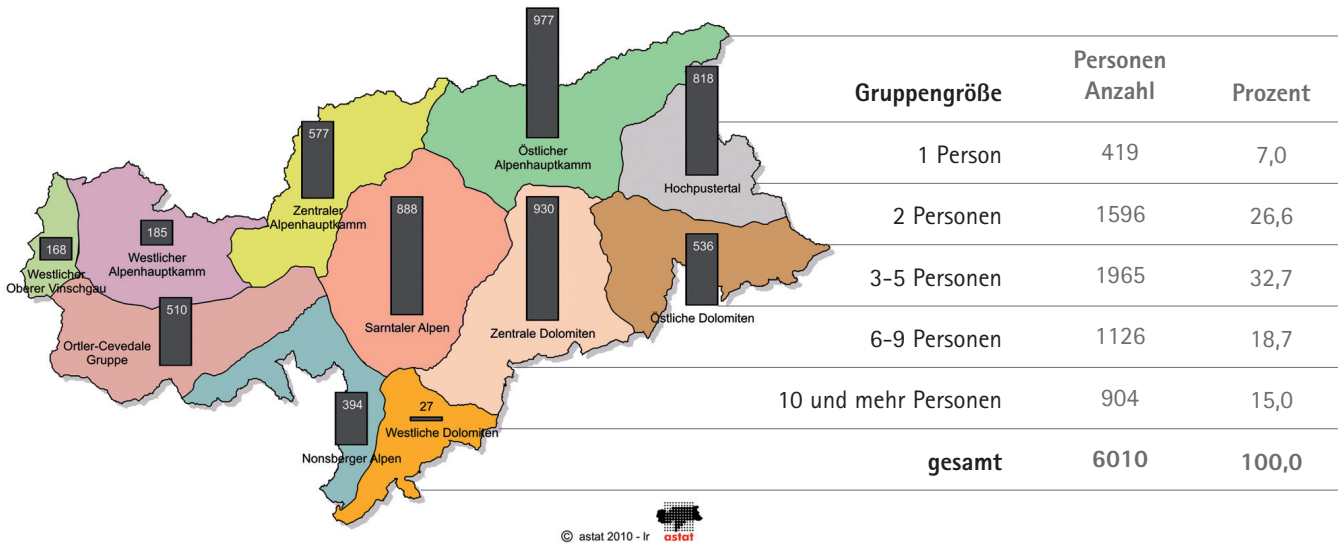 977
818
577
Östlicher
Alpenhauptkamm
Hochpustertal
Zentraler
Alpenhauptkamm
888
930
185
168
Westlicher
Alpenhauptkamm
Westlicher
Oberer Vinschgau
536
510
Sarntaler Alpen
Zentrale Dolomiten
Östliche Dolomiten
Ortler-Cevedale
Gruppe
394
27
Westliche Dolomiten
Nonsberger Alpen
© astat 2010 - lr
astat
Personen
Gruppengröße Anzahl Prozent
1 Person 419 7,0
2 Personen 1596 26,6
3-5 Personen 1965 32,7
6-9 Personen 1126 18,7
10 und mehr Personen 904 15,0
gesamt 6010 100,0